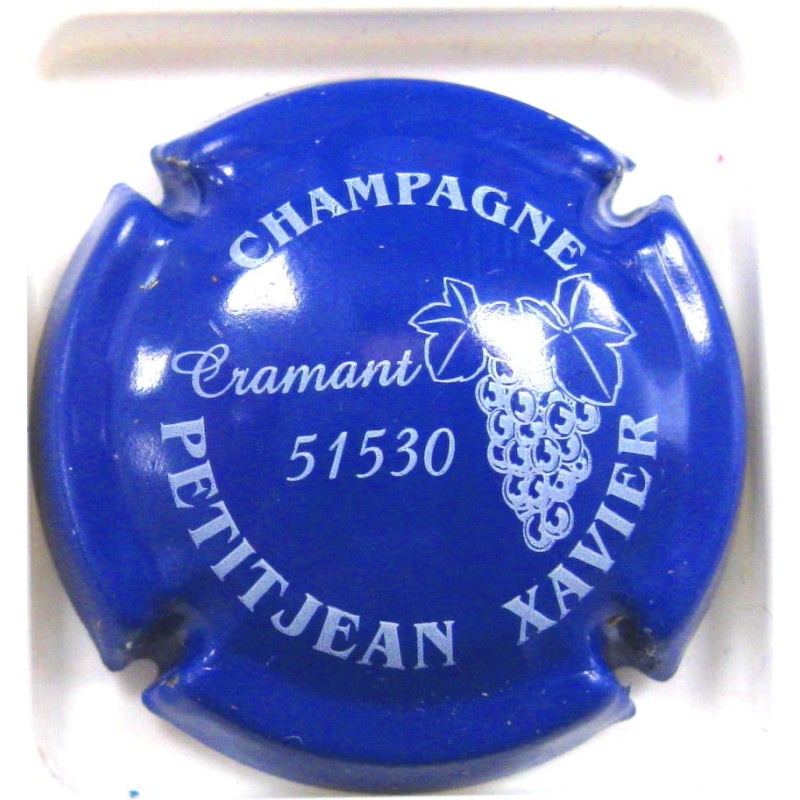 CHAMPAGNE
Cramant
51530
PETITJEAN XAVIER